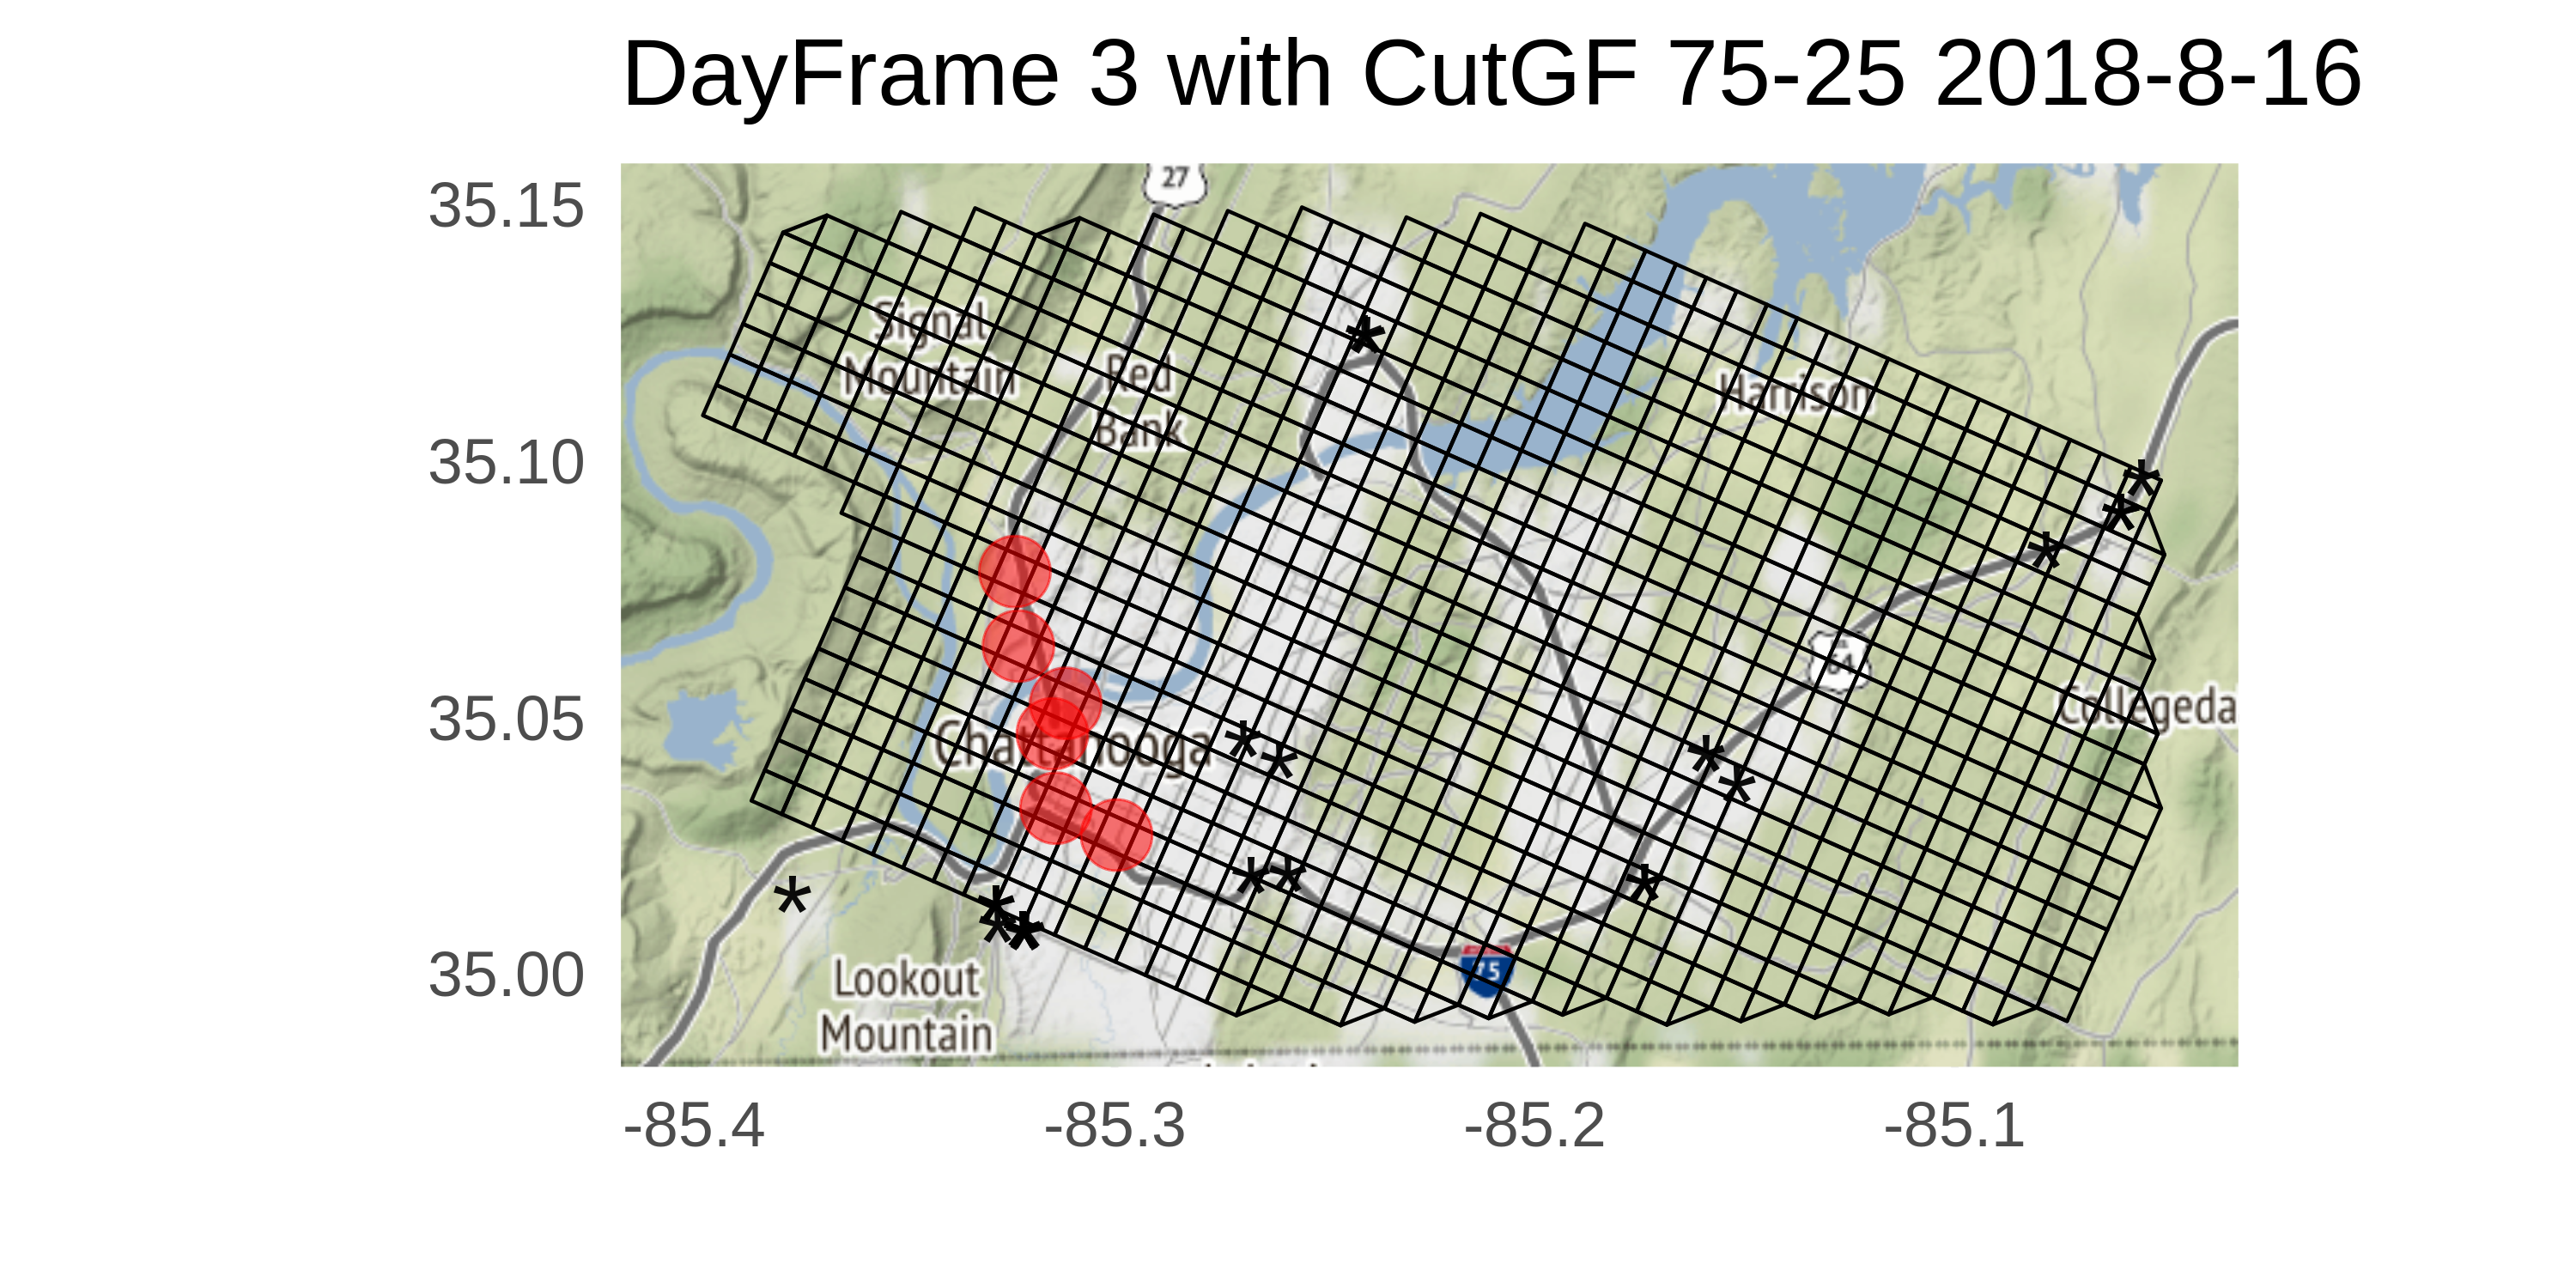 DayFrame 3 with CutGF 75-25 2018-8-16
35.15
35.10
35.05
35.00
27
Signal
Mountain
Red
Bank
Harrison
64
Collegeda
Chattanooga
75
Lookout
Mountain
-85.4
-85.3
-85.2
-85.1